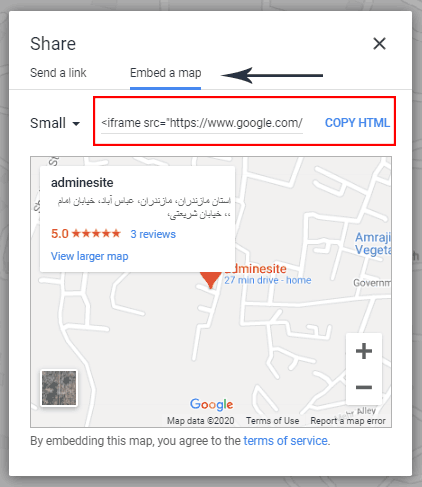 Share
Send a link
Embed a map
Small
<iframe src="https://www.google.com/
COPY HTML
adminesite
استان مازندران، مازندران، عباس آباد، خیابان امام
،، خیابان شریعتی،
5.0
3 reviews
View larger map
Amraji
Vegeta
adminesite
27 min drive - home
Governme
Alley
Google
Map data ©2020
Terms of Use
Report a map error
By embedding this map, you agree to the terms of service.